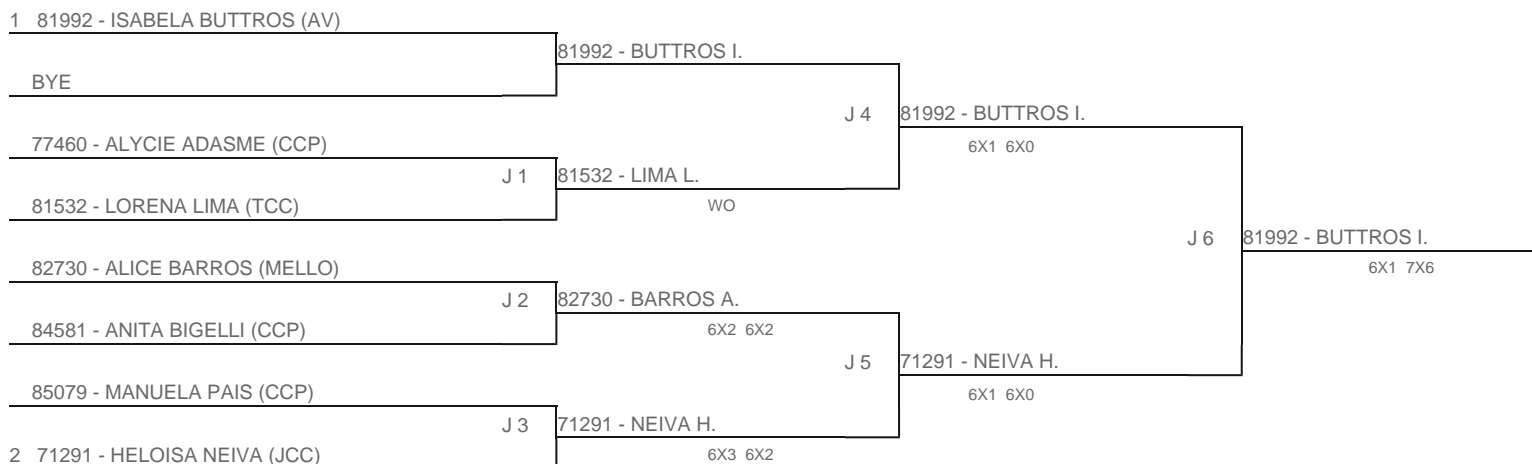 1 81992 - ISABELA BUTTROS (AV)
81992 - BUTTROS I.
BYE
J 4 81992 - BUTTROS I.
6X1 6X0
77460 - ALYCIE ADASME (CCP)
J 1 81532 - LIMA L.
WO
81532 - LORENA LIMA (TCC)
J 6 81992 - BUTTROS I.
6X1 7X6
82730 - ALICE BARROS (MELLO)
J 2 82730 - BARROS A.
6X2 6X2
84581 - ANITA BIGELLI (CCP)
J 5 71291 - NEIVA H.
6X1 6X0
85079 - MANUELA PAIS (CCP)
J 3 71291 - NEIVA H.
6X3 6X2
2 71291 - HELOISA NEIVA (JCC)